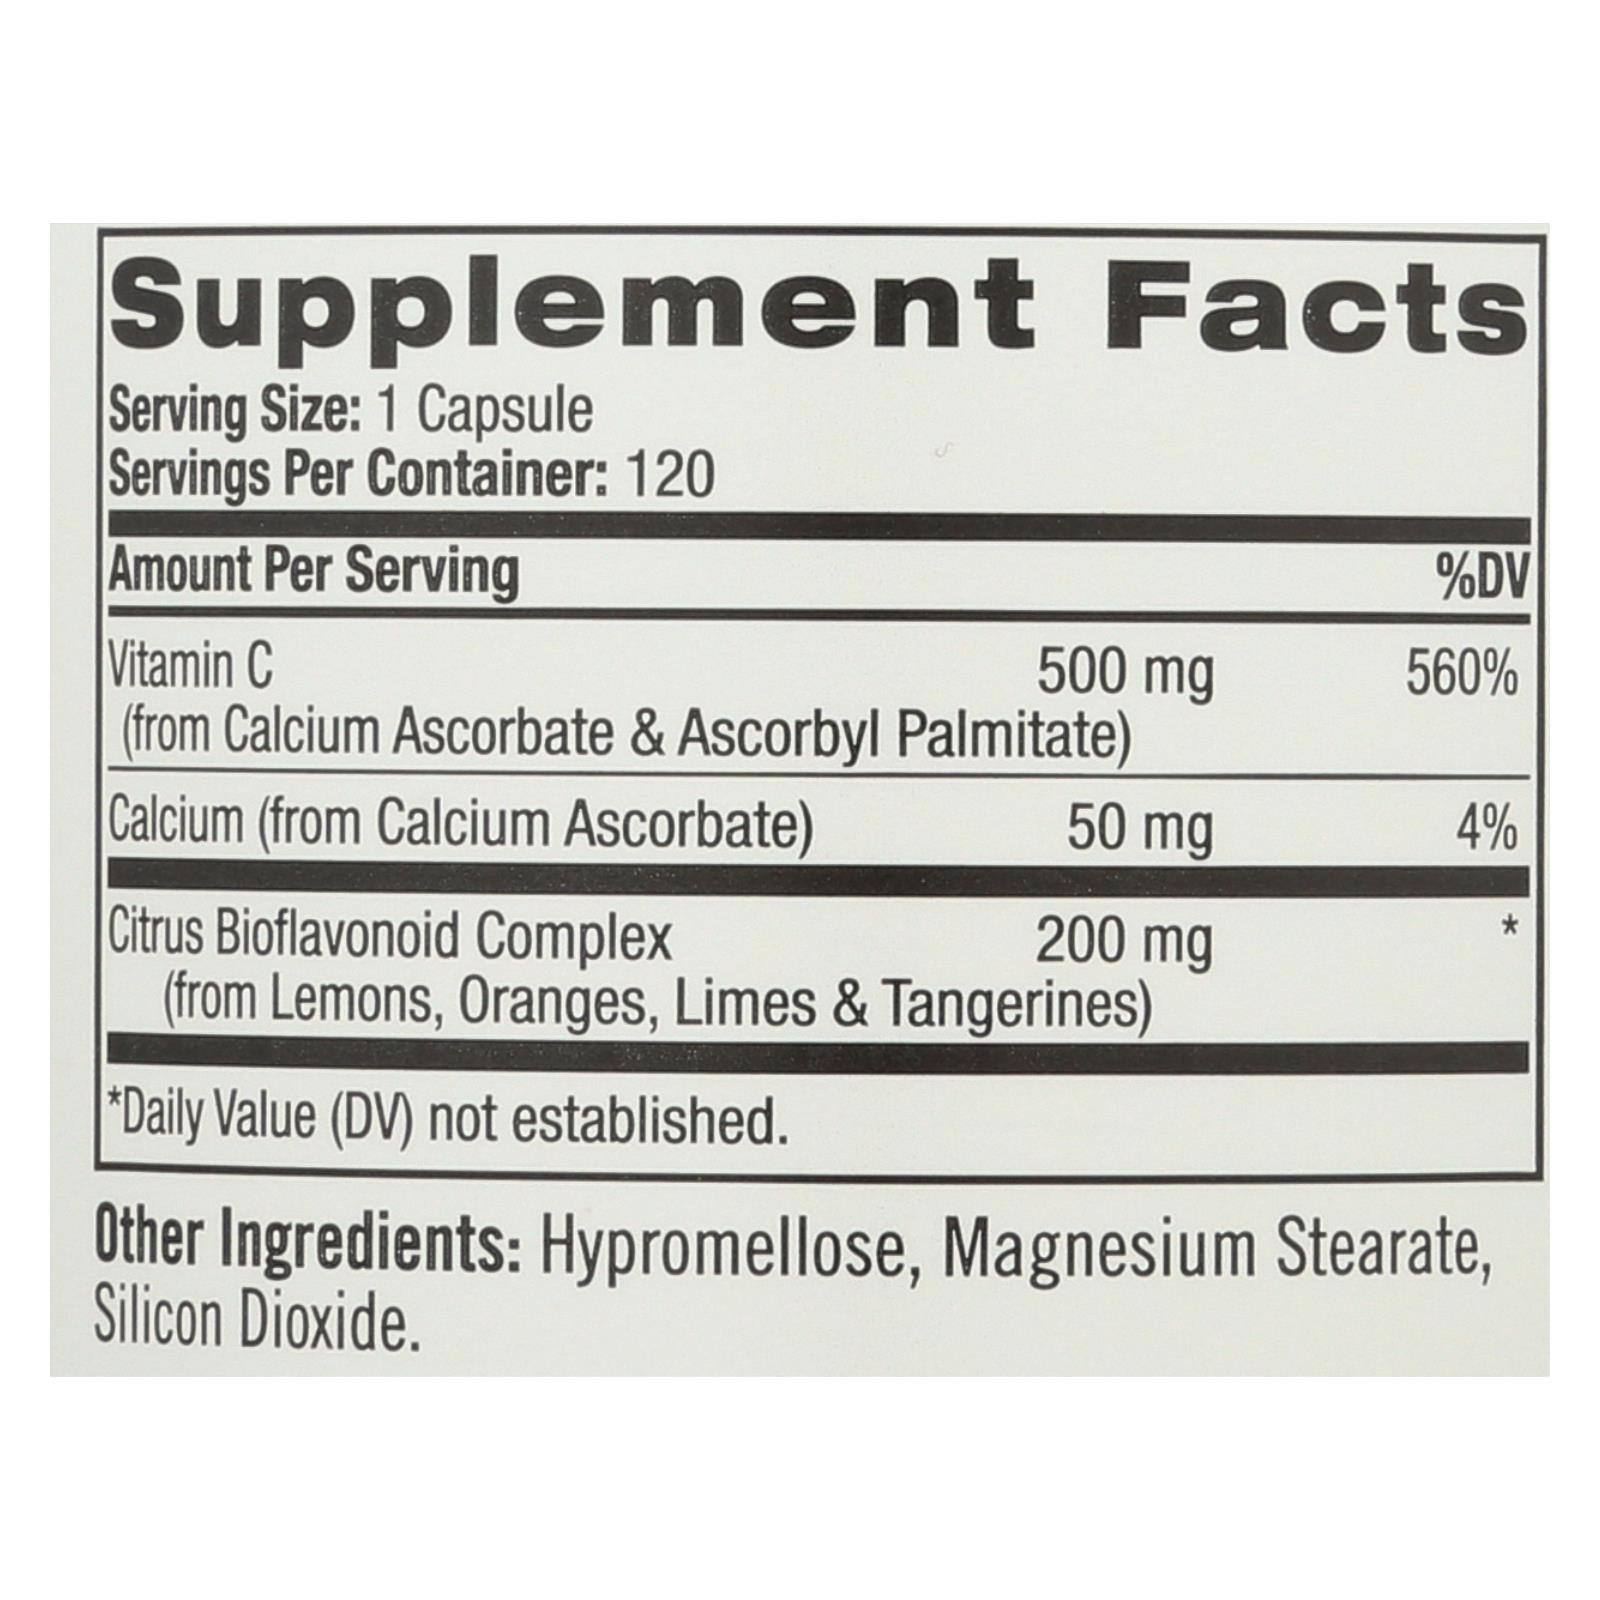 Supplement Facts
Serving Size: 1 Capsule
Servings Per Container: 120
Amount Per Serving %DV
Vitamin C 500 mg 560%
(from Calcium Ascorbate & Ascorbyl Palmitate)
Calcium (from Calcium Ascorbate) 50 mg 4%
Citrus Bioflavonoid Complex 200 mg *
(from Lemons, Oranges, Limes & Tangerines)
*Daily Value (DV) not established.
Other Ingredients: Hypromellose, Magnesium Stearate,
Silicon Dioxide.